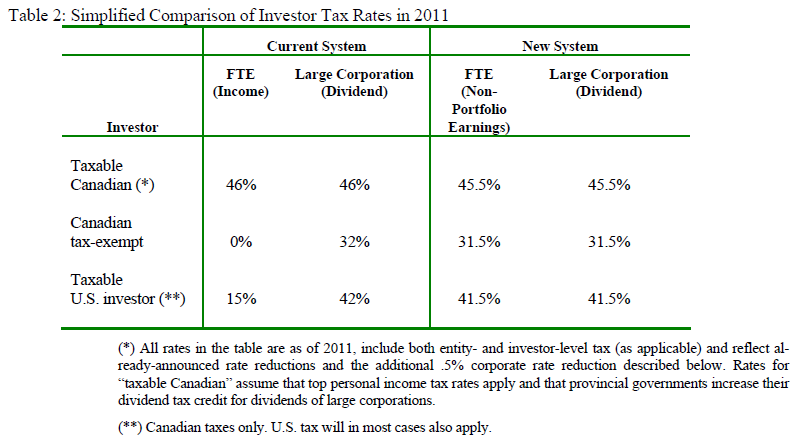 Table 2: Simplified Comparison of Investor Tax Rates in 2011
Current System New System
FTE Large Corporation FTE Large Corporation
(Income) (Dividend) (Non- (Dividend)
Portfolio
Investor Earnings)
Taxable
Canadian (*) 46% 46% 45.5% 45.5%
Canadian
tax-exempt 0% 32% 31.5% 31.5%
Taxable
U.S. investor (**) 15% 42% 41.5% 41.5%
(*) All rates in the table are as of 2011, include both entity- and investor-level tax (as applicable) and reflect al-
ready-announced rate reductions and the additional .5% corporate rate reduction described below. Rates for
“taxable Canadian” assume that top personal income tax rates apply and that provincial governments increase their
dividend tax credit for dividends of large corporations.
(**) Canadian taxes only. U.S. tax will in most cases also apply.